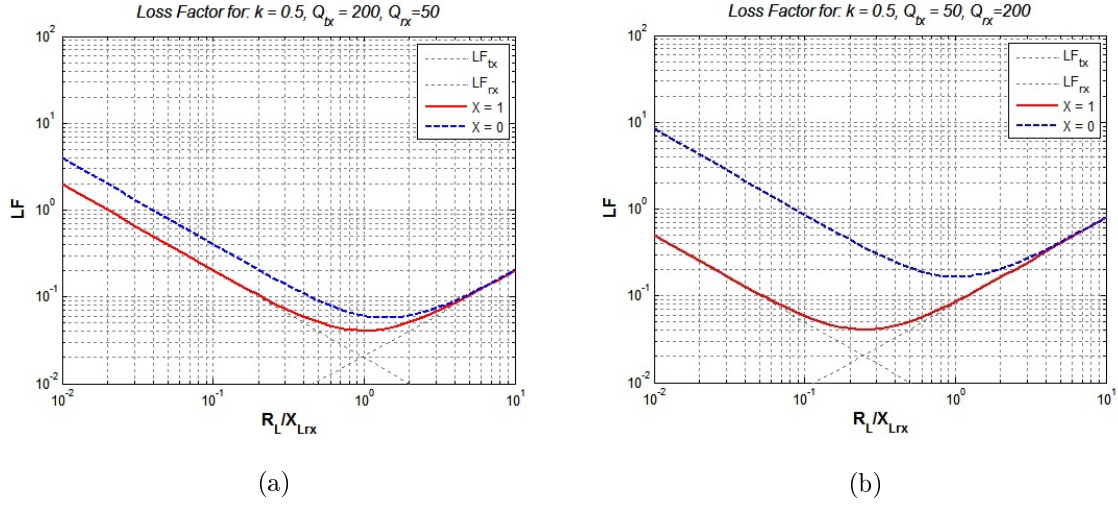 Loss Factor for: k = 0.5, Q_tx = 200, Q_rx=50
10^2
10^1
10^0
10^-1
10^-2
LF
LF_tx
LF_rx
X = 1
X = 0
10^-2
10^-1
10^0
10^1
R_L/X_Lrx
(a)
Loss Factor for: k = 0.5, Q_tx = 50, Q_rx=200
10^2
10^1
10^0
10^-1
10^-2
LF
LF_tx
LF_rx
X = 1
X = 0
10^-2
10^-1
10^0
10^1
R_L/X_Lrx
(b)